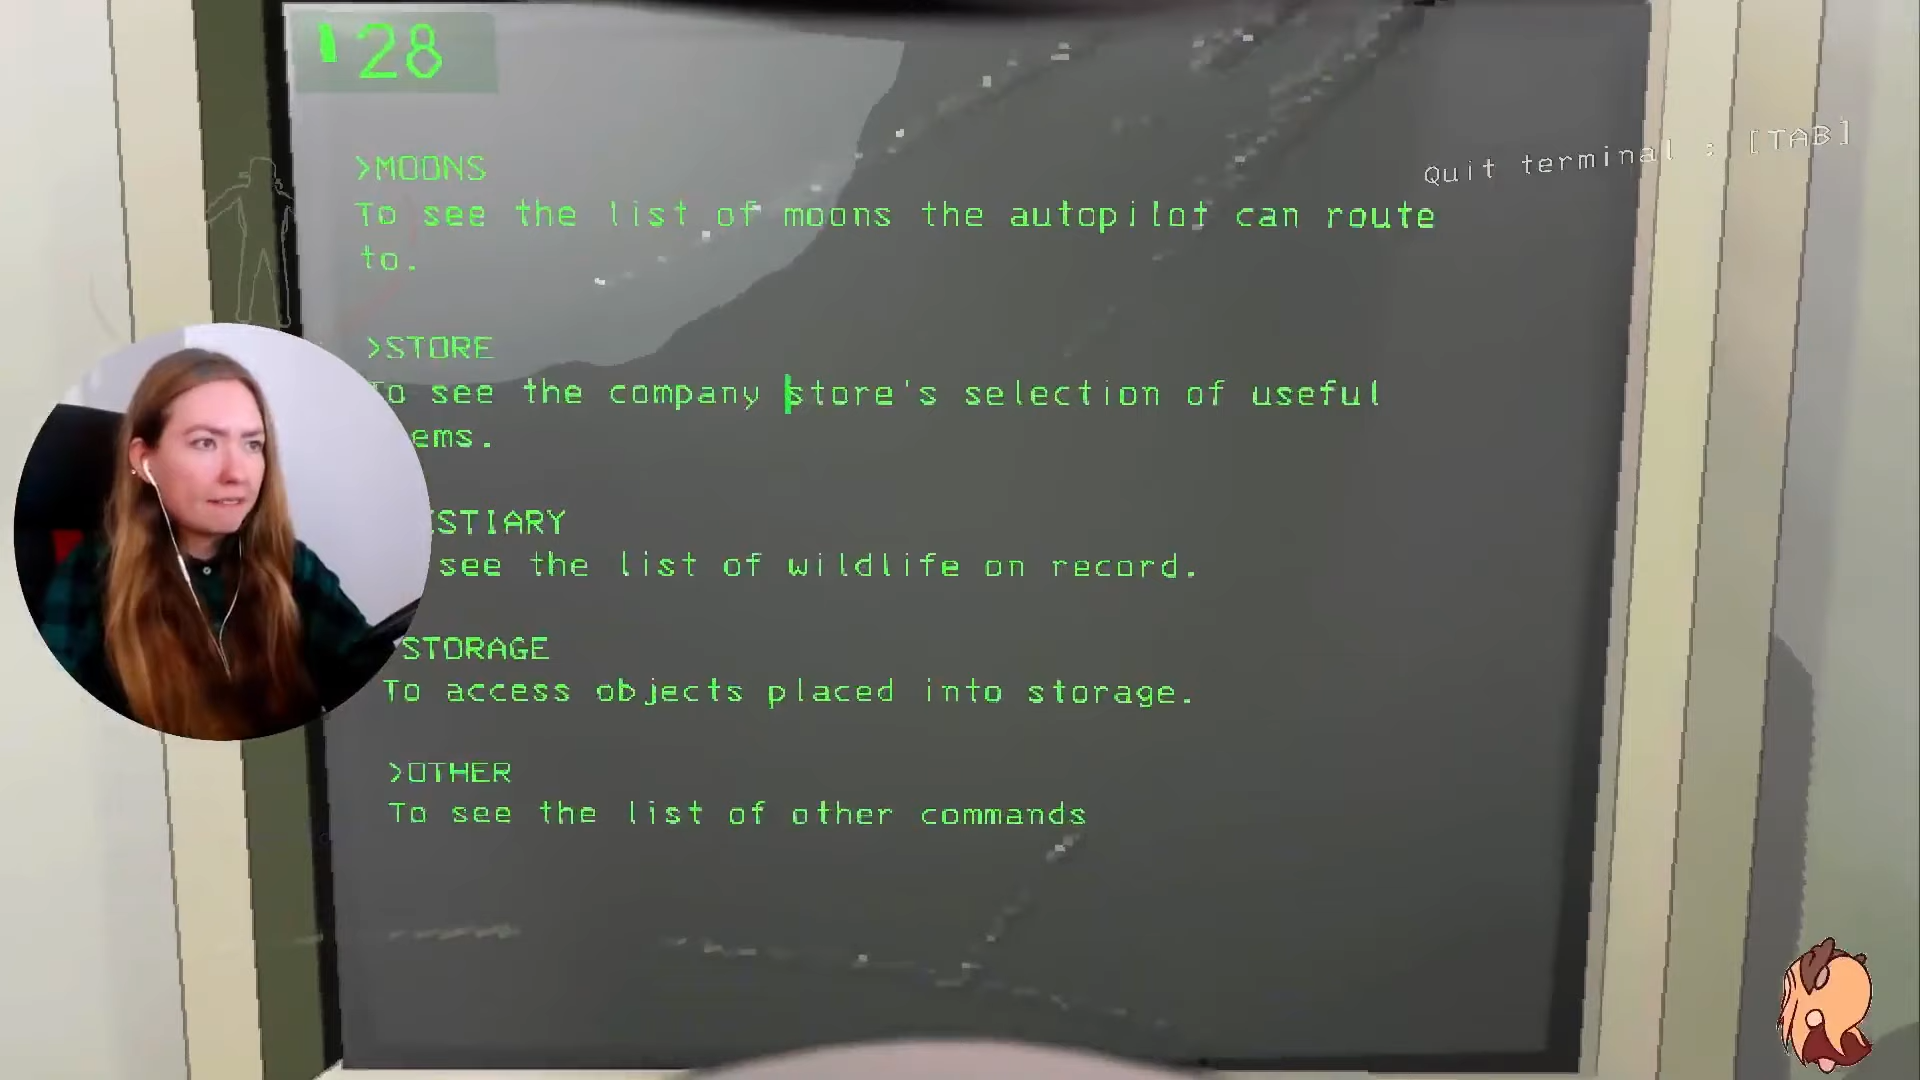 28
Quit terminal : [TAB]
>MOONS
To see the list of moons the autopilot can route
to.
>STORE
To see the company store's selection of useful
ems.
STIARY
see the list of wildlife on record.
STORAGE
To access objects placed into storage.
>OTHER
To see the list of other commands